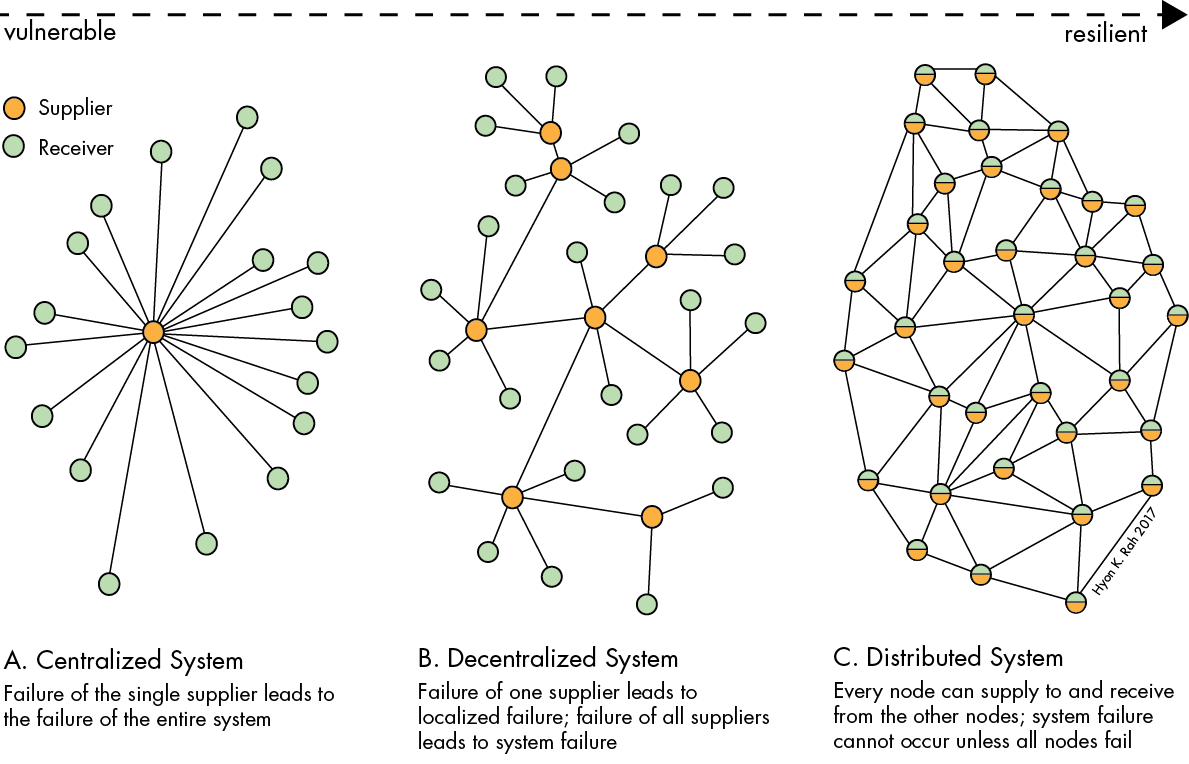 vulnerable
resilient
Supplier
Receiver
Hyon K. Rah 2017
A. Centralized System
Failure of the single supplier leads to
the failure of the entire system
B. Decentralized System
Failure of one supplier leads to
localized failure; failure of all suppliers
leads to system failure
C. Distributed System
Every node can supply to and receive
from the other nodes; system failure
cannot occur unless all nodes fail